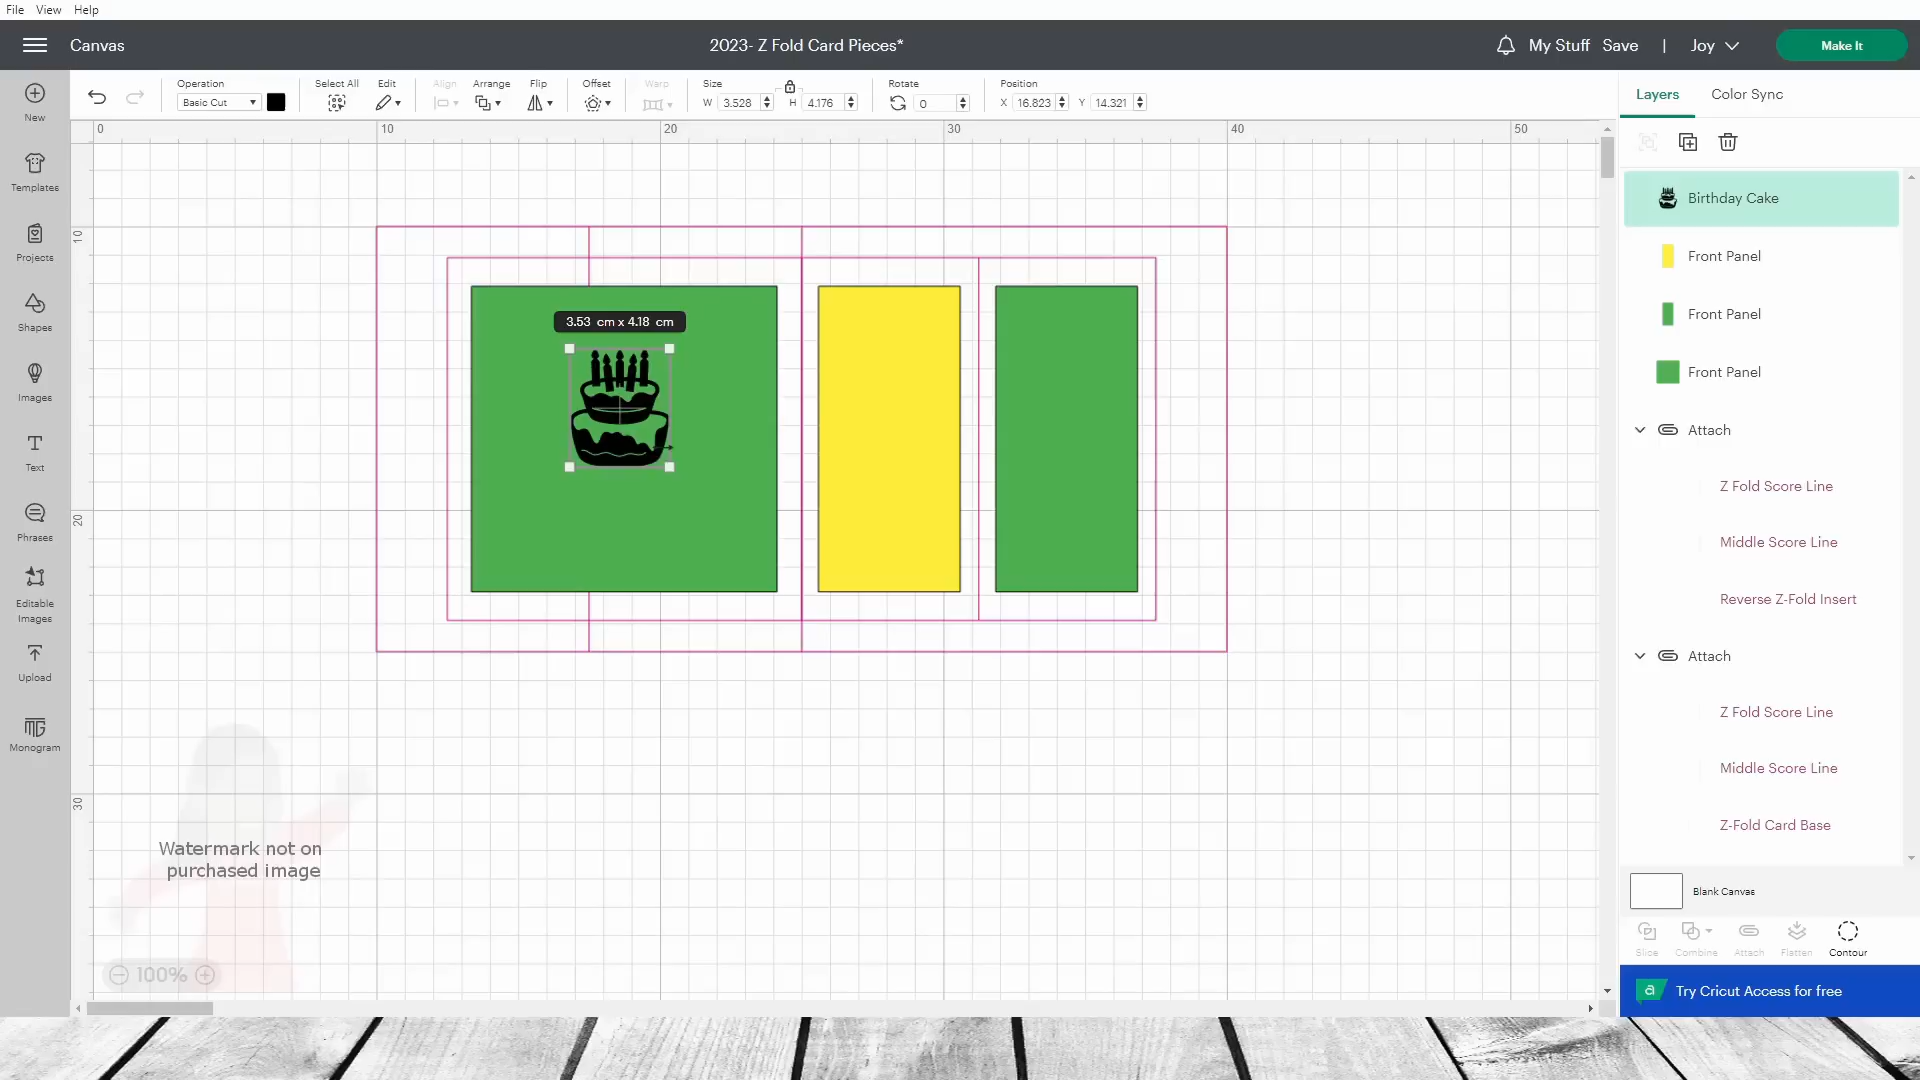 File View Help
Canvas
2023- Z Fold Card Pieces*
My Stuff Save | Joy
Make It
New
Templates
Projects
Shapes
Images
Text
Phrases
Editable
Images
Upload
Monogram
Operation
Basic Cut
Select All
Edit
Align
Arrange
Flip
Offset
Warp
Size
W 3.528
H 4.176
Rotate
0
Position
X 16.823
Y 14.321
0 10 20 30 40 50
10
20
30
3.53 cm x 4.18 cm
Watermark not on
purchased image
100%
Layers Color Sync
Birthday Cake
Front Panel
Front Panel
Front Panel
Attach
Z Fold Score Line
Middle Score Line
Reverse Z-Fold Insert
Attach
Z Fold Score Line
Middle Score Line
Z-Fold Card Base
Blank Canvas
Slice Combine Attach Flatten Contour
a Try Cricut Access for free